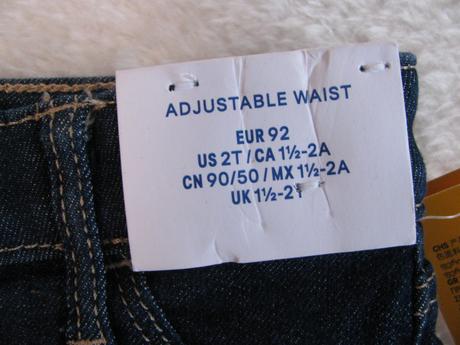 ADJUSTABLE WAIST
EUR 92
US 2T / CA 1½-2A
CN 90/50 / MX 1½-2A
UK 1½-2Y
CHS